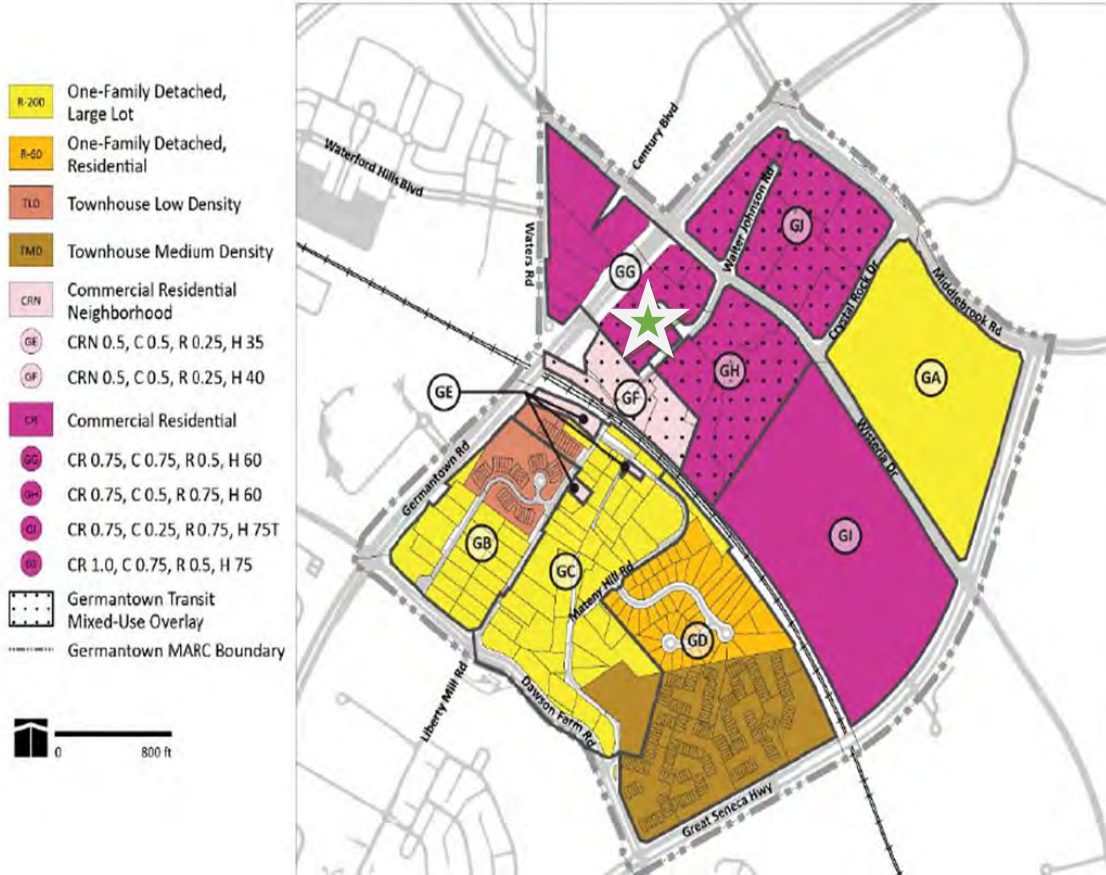 R-200 One-Family Detached,
Large Lot
R-60 One-Family Detached,
Residential
TLD Townhouse Low Density
TMD Townhouse Medium Density
CRN Commercial Residential
Neighborhood
GE CRN 0.5, C 0.5, R 0.25, H 35
GF CRN 0.5, C 0.5, R 0.25, H 40
CR Commercial Residential
GG CR 0.75, C 0.75, R 0.5, H 60
GH CR 0.75, C 0.5, R 0.75, H 60
GI CR 0.75, C 0.25, R 0.75, H 75T
CR 1.0, C 0.75, R 0.5, H 75
Germantown Transit
Mixed-Use Overlay
Germantown MARC Boundary
0 800 ft
Century Blvd
Waterford Hills Blvd
Waters Rd
Walter Johnson Rd
GJ
Crystal Rock Dr
Middlebrook Rd
GG
GH
GA
GE
GF
Germantown Rd
Wisteria Dr
GB
GC
GI
Mateny Hill Rd
GD
Liberty Mill Rd
Dawson Farm Rd
Great Seneca Hwy